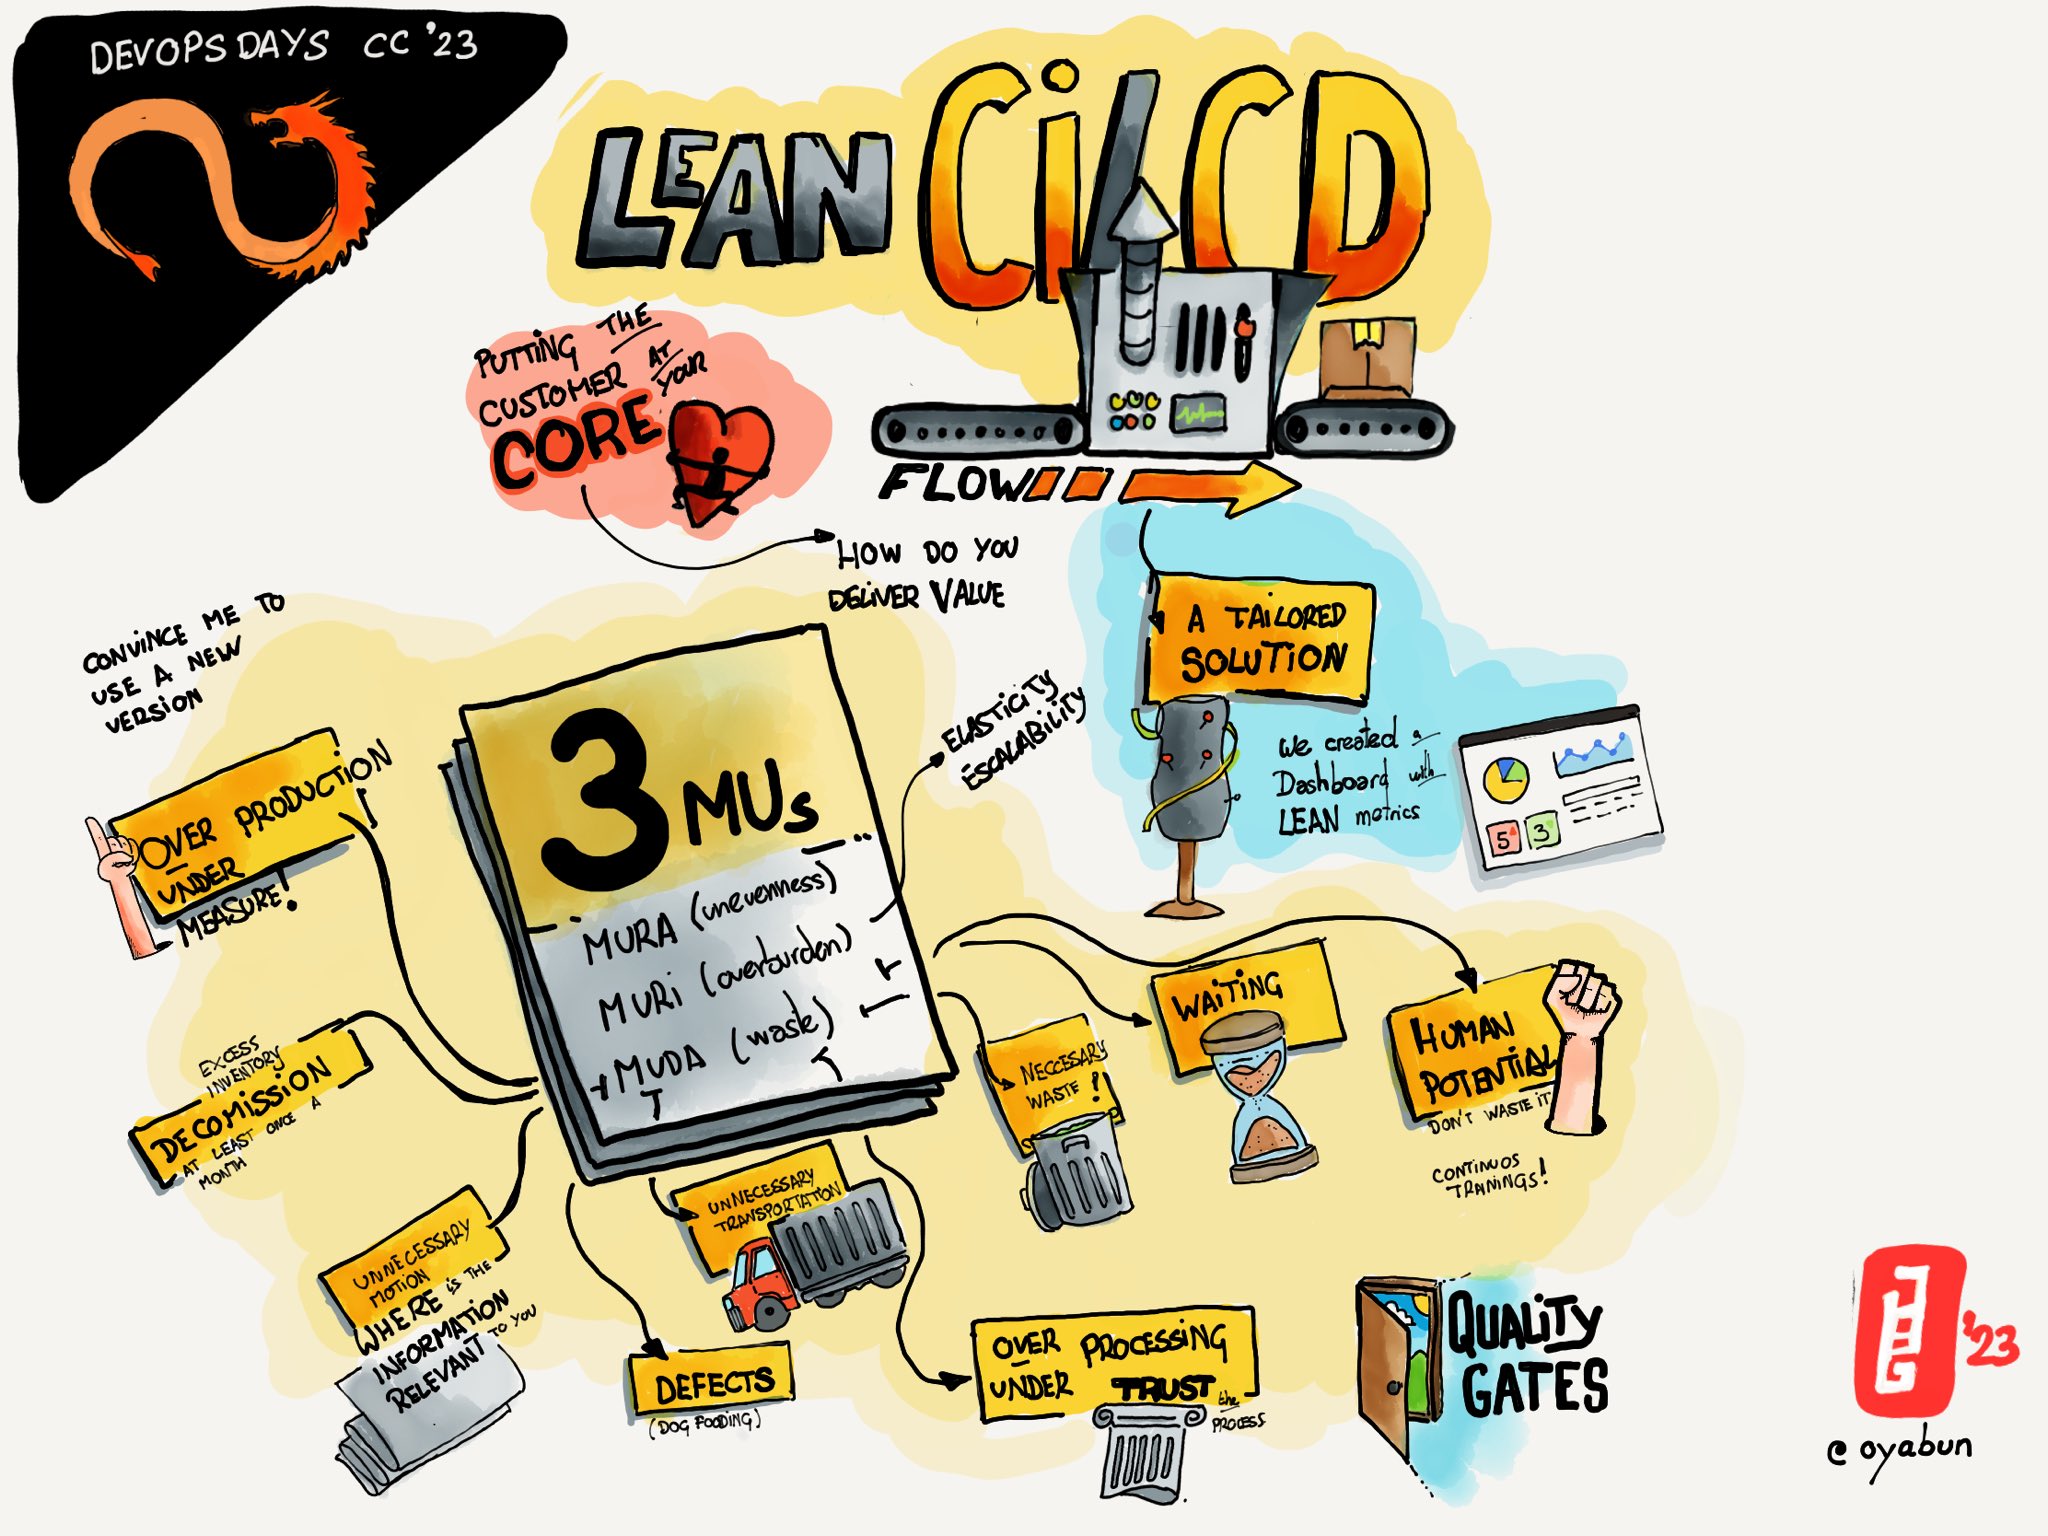 DEVOPSDAYS CC '23
LEAN Ci/CD
PUTTiNG THE
CUSTOMER AT
YOUR
CORE
FLOW
HOW DO YOU
DELiVER VALUE
A TAiLORED
SOLUTiON
We created a
Dashboard with
LEAN metrics
5 3
CONViNCE ME TO
USE A NEW
VERSiON
OVER PRODUCTiON
UNDER
MEASURE!
3 MUs
MURA (unevenness)
MURi (overburden)
MUDA (waste)
ELASTiCiTY
ESCALABiLiTY
EXCESS
INVENTORY
DECOMiSSiON
AT LEAST ONCE A
MONTH
UNNECESSARY
MOTiON
WHERE iS THE
INFORMATION
RELEVANT TO YOU
UNNECESSARY
TRANSPORTATiON
DEFECTS
(DOG FOODiNG)
OVER PROCESSiNG
UNDER TRUST the
PROCESS
NECCESARY
WASTE!
WAiTiNG
HUMAN
POTENTiAL
DON'T WASTE iT
CONTiNUOS
TRAiNiNGS!
QUALiTY
GATES
'23
@oyabun